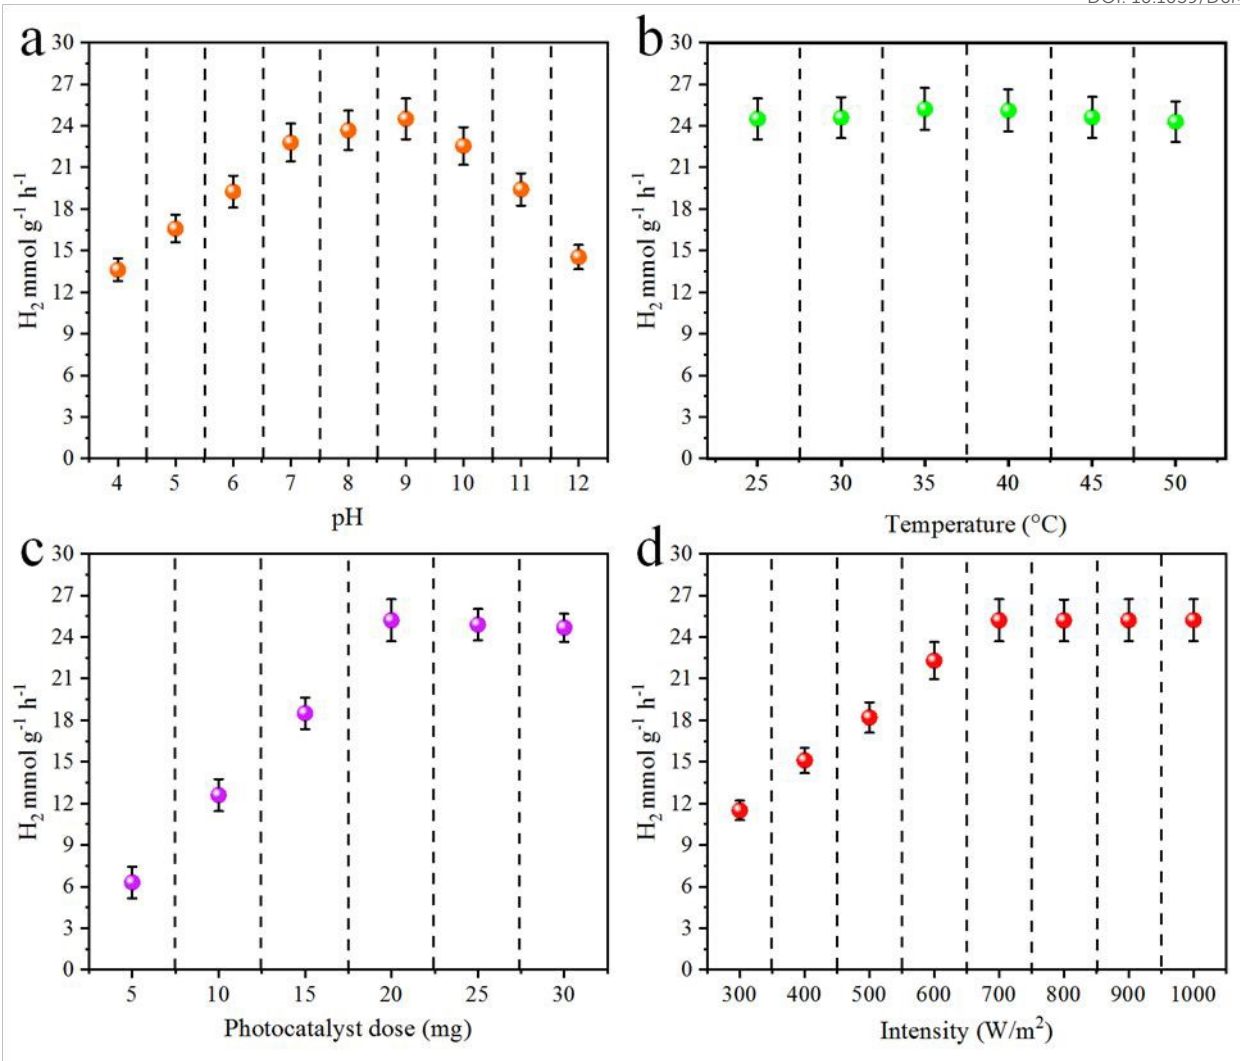 a
30
27
24
21
18
15
12
9
6
3
0
H₂ mmol g⁻¹ h⁻¹
4 5 6 7 8 9 10 11 12
pH
b
30
27
24
21
18
15
12
9
6
3
0
H₂ mmol g⁻¹ h⁻¹
25 30 35 40 45 50
Temperature (°C)
c
30
27
24
21
18
15
12
9
6
3
0
H₂ mmol g⁻¹ h⁻¹
5 10 15 20 25 30
Photocatalyst dose (mg)
d
30
27
24
21
18
15
12
9
6
3
0
H₂ mmol g⁻¹ h⁻¹
300 400 500 600 700 800 900 1000
Intensity (W/m²)